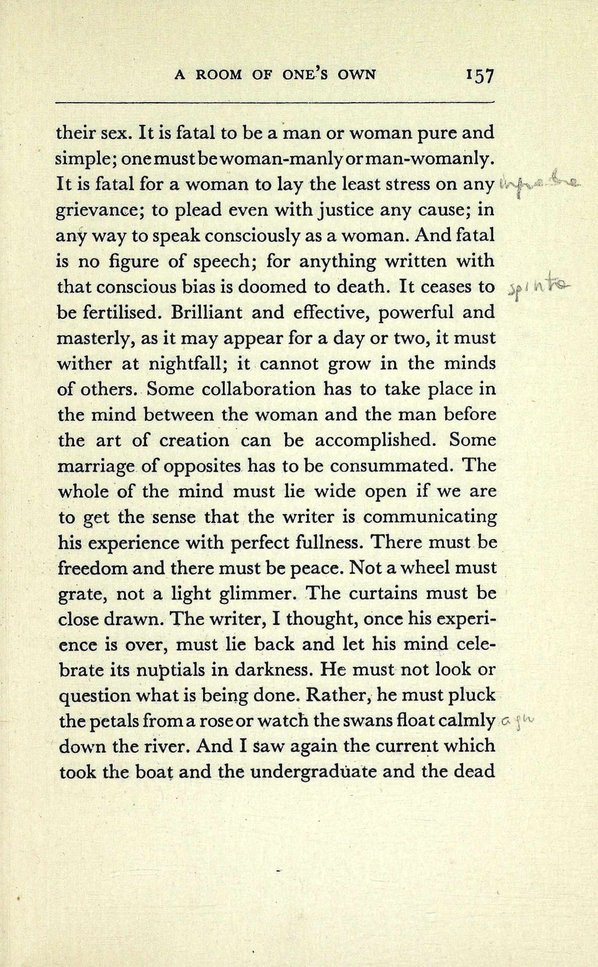 A ROOM OF ONE'S OWN 157
their sex. It is fatal to be a man or woman pure and
simple; one must be woman-manly or man-womanly.
It is fatal for a woman to lay the least stress on any
grievance; to plead even with justice any cause; in
any way to speak consciously as a woman. And fatal
is no figure of speech; for anything written with
that conscious bias is doomed to death. It ceases to
be fertilised. Brilliant and effective, powerful and
masterly, as it may appear for a day or two, it must
wither at nightfall; it cannot grow in the minds
of others. Some collaboration has to take place in
the mind between the woman and the man before
the art of creation can be accomplished. Some
marriage of opposites has to be consummated. The
whole of the mind must lie wide open if we are
to get the sense that the writer is communicating
his experience with perfect fullness. There must be
freedom and there must be peace. Not a wheel must
grate, not a light glimmer. The curtains must be
close drawn. The writer, I thought, once his experi-
ence is over, must lie back and let his mind cele-
brate its nuptials in darkness. He must not look or
question what is being done. Rather, he must pluck
the petals from a rose or watch the swans float calmly
down the river. And I saw again the current which
took the boat and the undergraduate and the dead